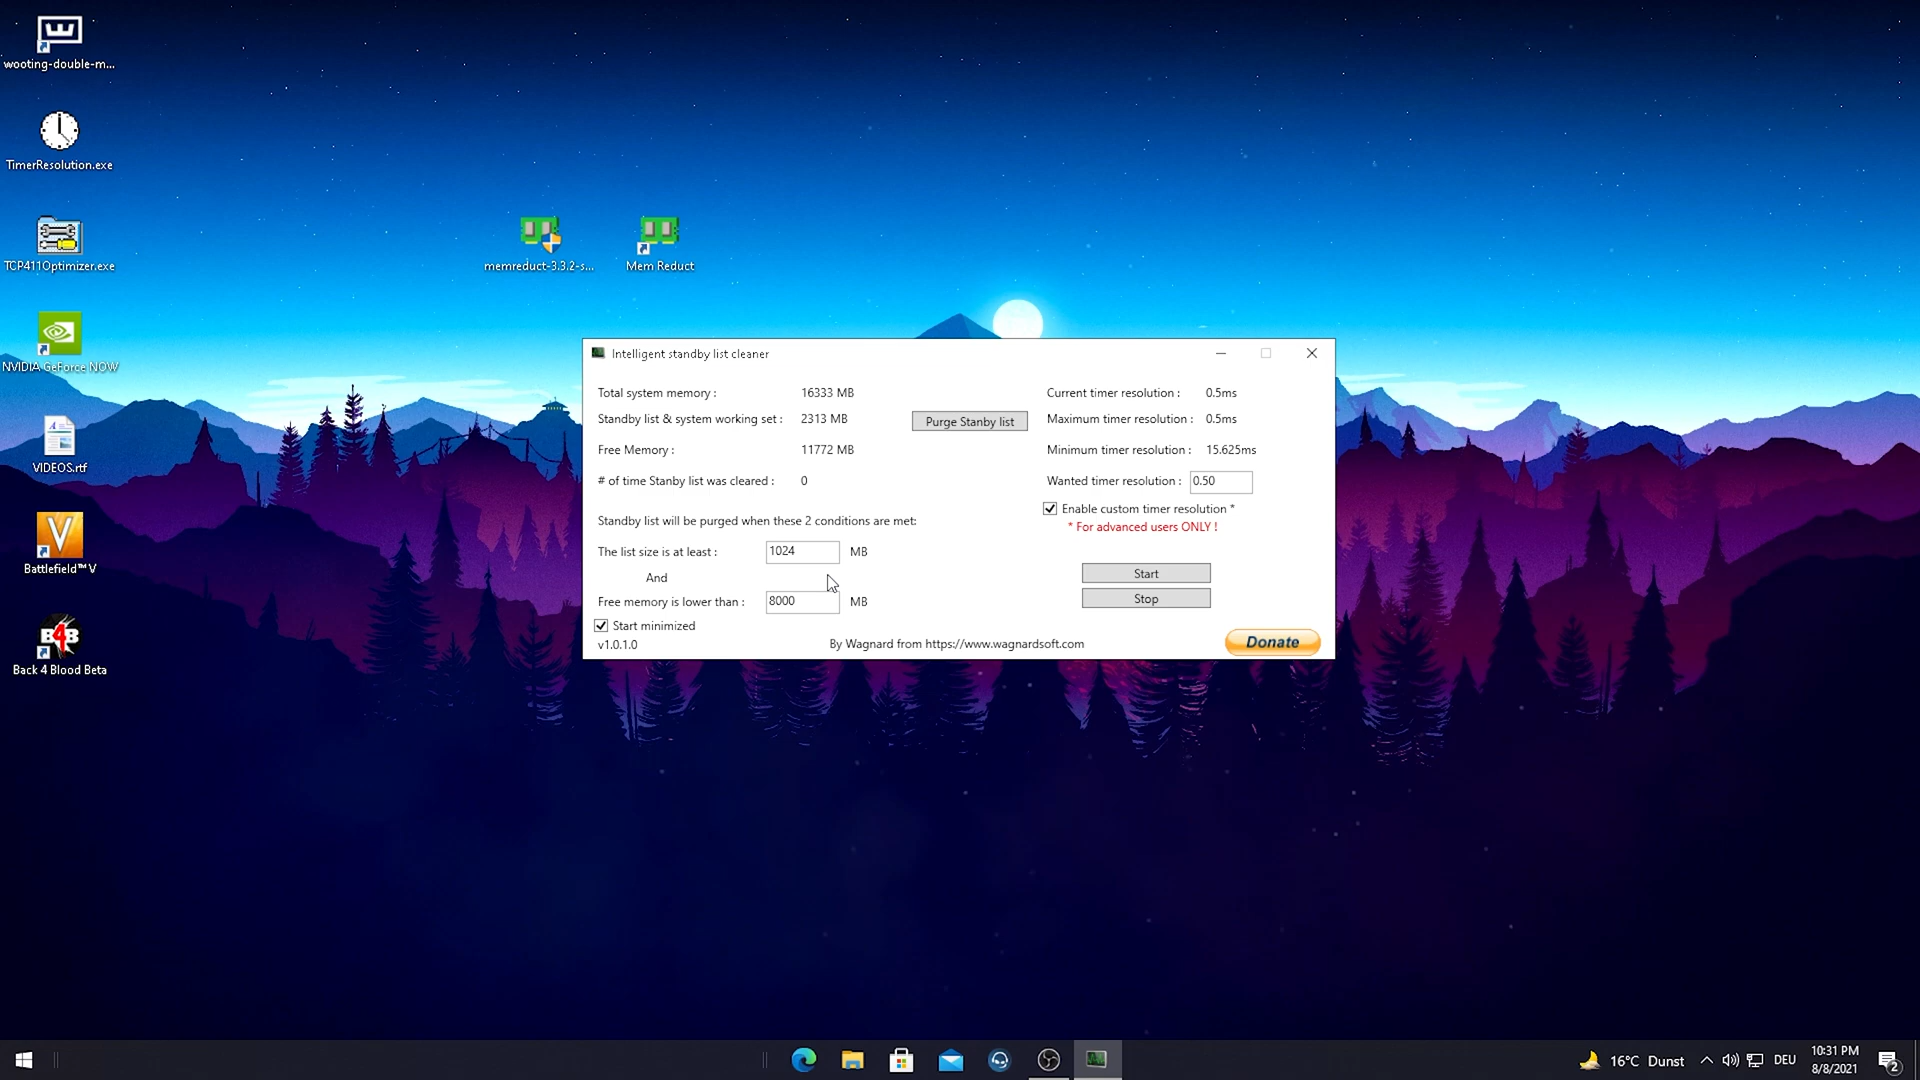 wooting-double-m...
TimerResolution.exe
TCP411Optimizer.exe
NVIDIA GeForce NOW
VIDEOS.rtf
Battlefield™ V
B4B
Back 4 Blood Beta
memreduct-3.3.2-s...
Mem Reduct
Intelligent standby list cleaner
Total system memory : 16333 MB
Standby list & system working set : 2313 MB
Purge Stanby list
Free Memory : 11772 MB
# of time Stanby list was cleared : 0
Standby list will be purged when these 2 conditions are met:
The list size is at least : 1024 MB
And
Free memory is lower than : 8000 MB
Start minimized
v1.0.1.0
By Wagnard from https://www.wagnardsoft.com
Current timer resolution : 0.5ms
Maximum timer resolution : 0.5ms
Minimum timer resolution : 15.625ms
Wanted timer resolution : 0.50
Enable custom timer resolution *
* For advanced users ONLY !
Start
Stop
Donate
16°C Dunst
DEU
10:31 PM
8/8/2021
2